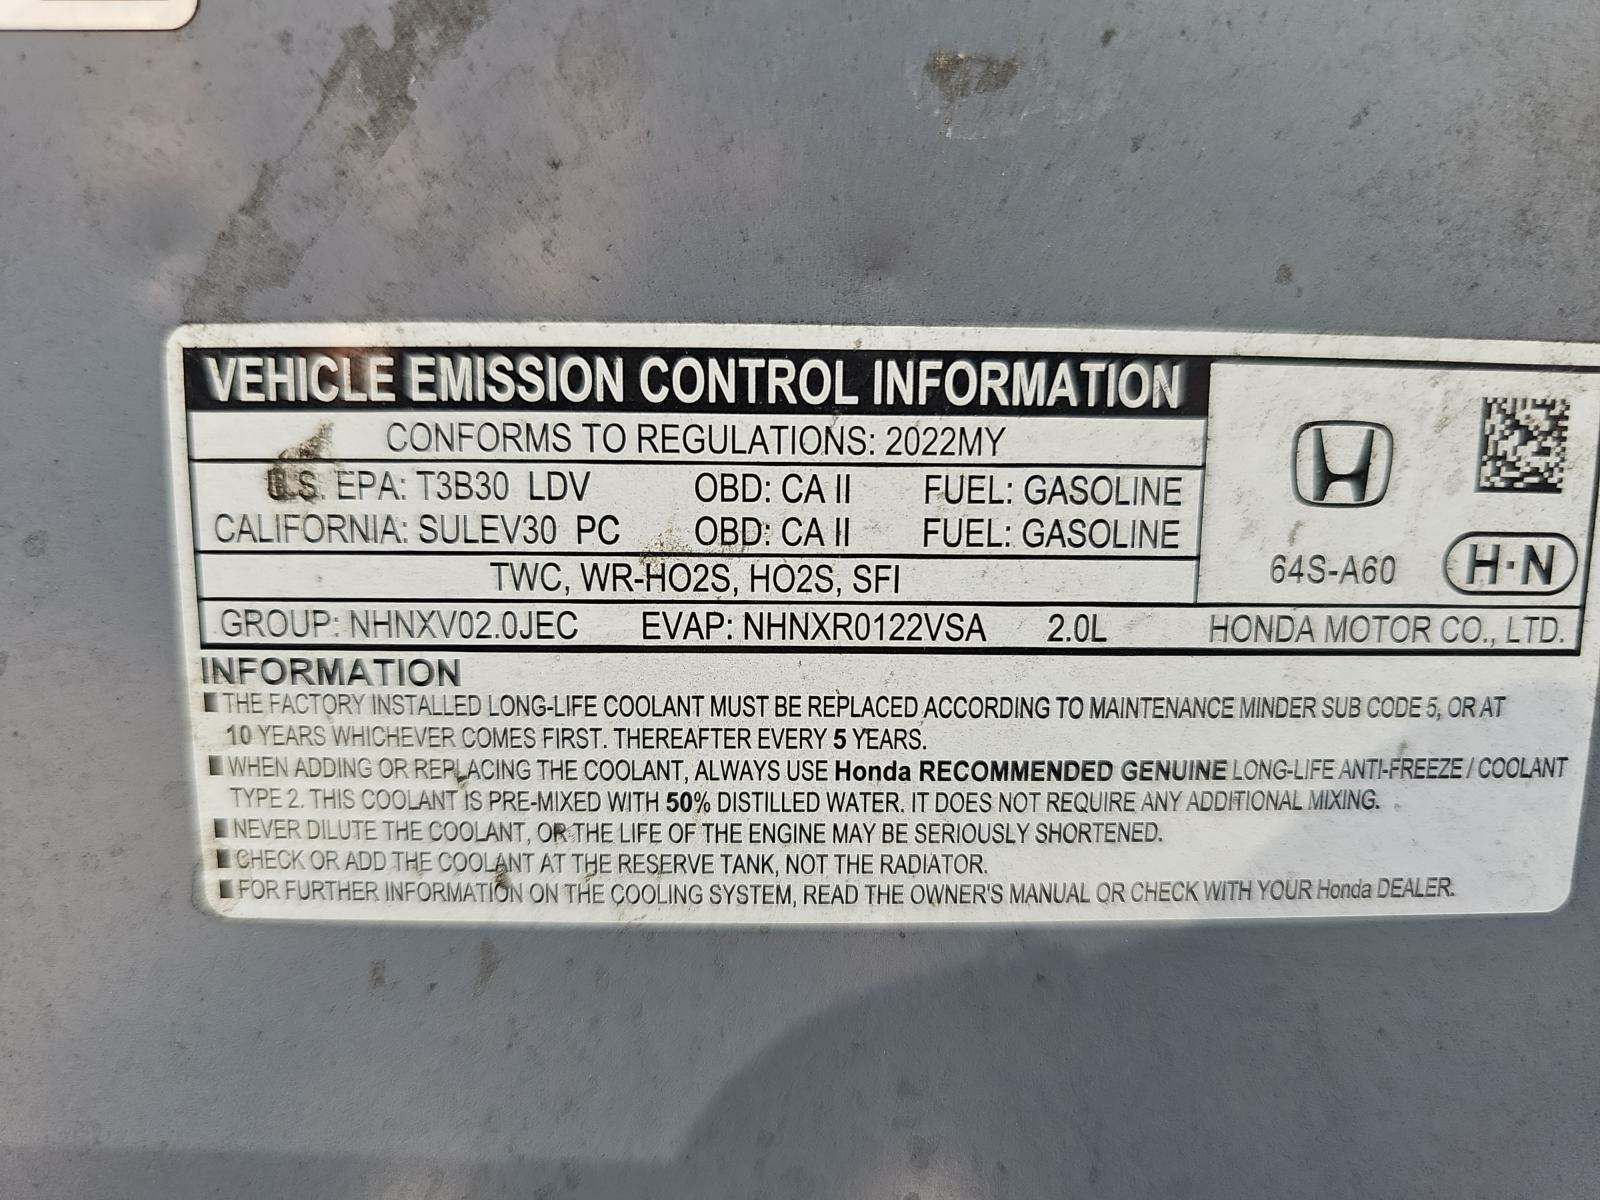 VEHICLE EMISSION CONTROL INFORMATION
CONFORMS TO REGULATIONS: 2022MY
U.S. EPA: T3B30 LDV OBD: CA II FUEL: GASOLINE
CALIFORNIA: SULEV30 PC OBD: CA II FUEL: GASOLINE
TWC, WR-HO2S, HO2S, SFI
64S-A60
H·N
GROUP: NHNXV02.0JEC EVAP: NHNXR0122VSA 2.0L HONDA MOTOR CO., LTD.
INFORMATION
THE FACTORY INSTALLED LONG-LIFE COOLANT MUST BE REPLACED ACCORDING TO MAINTENANCE MINDER SUB CODE 5, OR AT
10 YEARS WHICHEVER COMES FIRST. THEREAFTER EVERY 5 YEARS.
WHEN ADDING OR REPLACING THE COOLANT, ALWAYS USE Honda RECOMMENDED GENUINE LONG-LIFE ANTI-FREEZE / COOLANT
TYPE 2. THIS COOLANT IS PRE-MIXED WITH 50% DISTILLED WATER. IT DOES NOT REQUIRE ANY ADDITIONAL MIXING.
NEVER DILUTE THE COOLANT, OR THE LIFE OF THE ENGINE MAY BE SERIOUSLY SHORTENED.
CHECK OR ADD THE COOLANT AT THE RESERVE TANK, NOT THE RADIATOR.
FOR FURTHER INFORMATION ON THE COOLING SYSTEM, READ THE OWNER'S MANUAL OR CHECK WITH YOUR Honda DEALER.